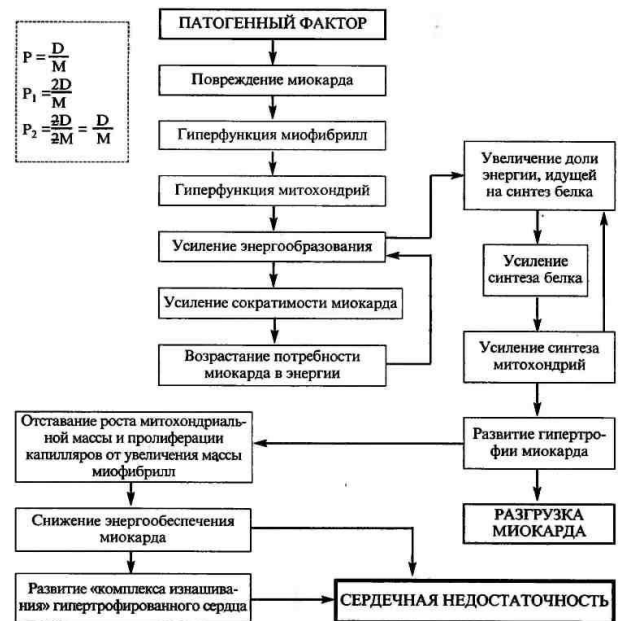 ПАТОГЕННЫЙ ФАКТОР
P = D/M
P₁ = 2D/M
P₂ = 2D/2M = D/M
Повреждение миокарда
Гиперфункция миофибрилл
Гиперфункция митохондрий
Усиление энергообразования
Усиление сократимости миокарда
Возрастание потребности
миокарда в энергии
Увеличение доли
энергии, идущей
на синтез белка
Усиление
синтеза белка
Усиление синтеза
митохондрий
Развитие гипертро-
фии миокарда
РАЗГРУЗКА
МИОКАРДА
Отставание роста митохондриаль-
ной массы и пролиферации
капилляров от увеличения массы
миофибрилл
Снижение энергообеспечения
миокарда
Развитие «комплекса изнашива-
ния» гипертрофированного сердца
СЕРДЕЧНАЯ НЕДОСТАТОЧНОСТЬ